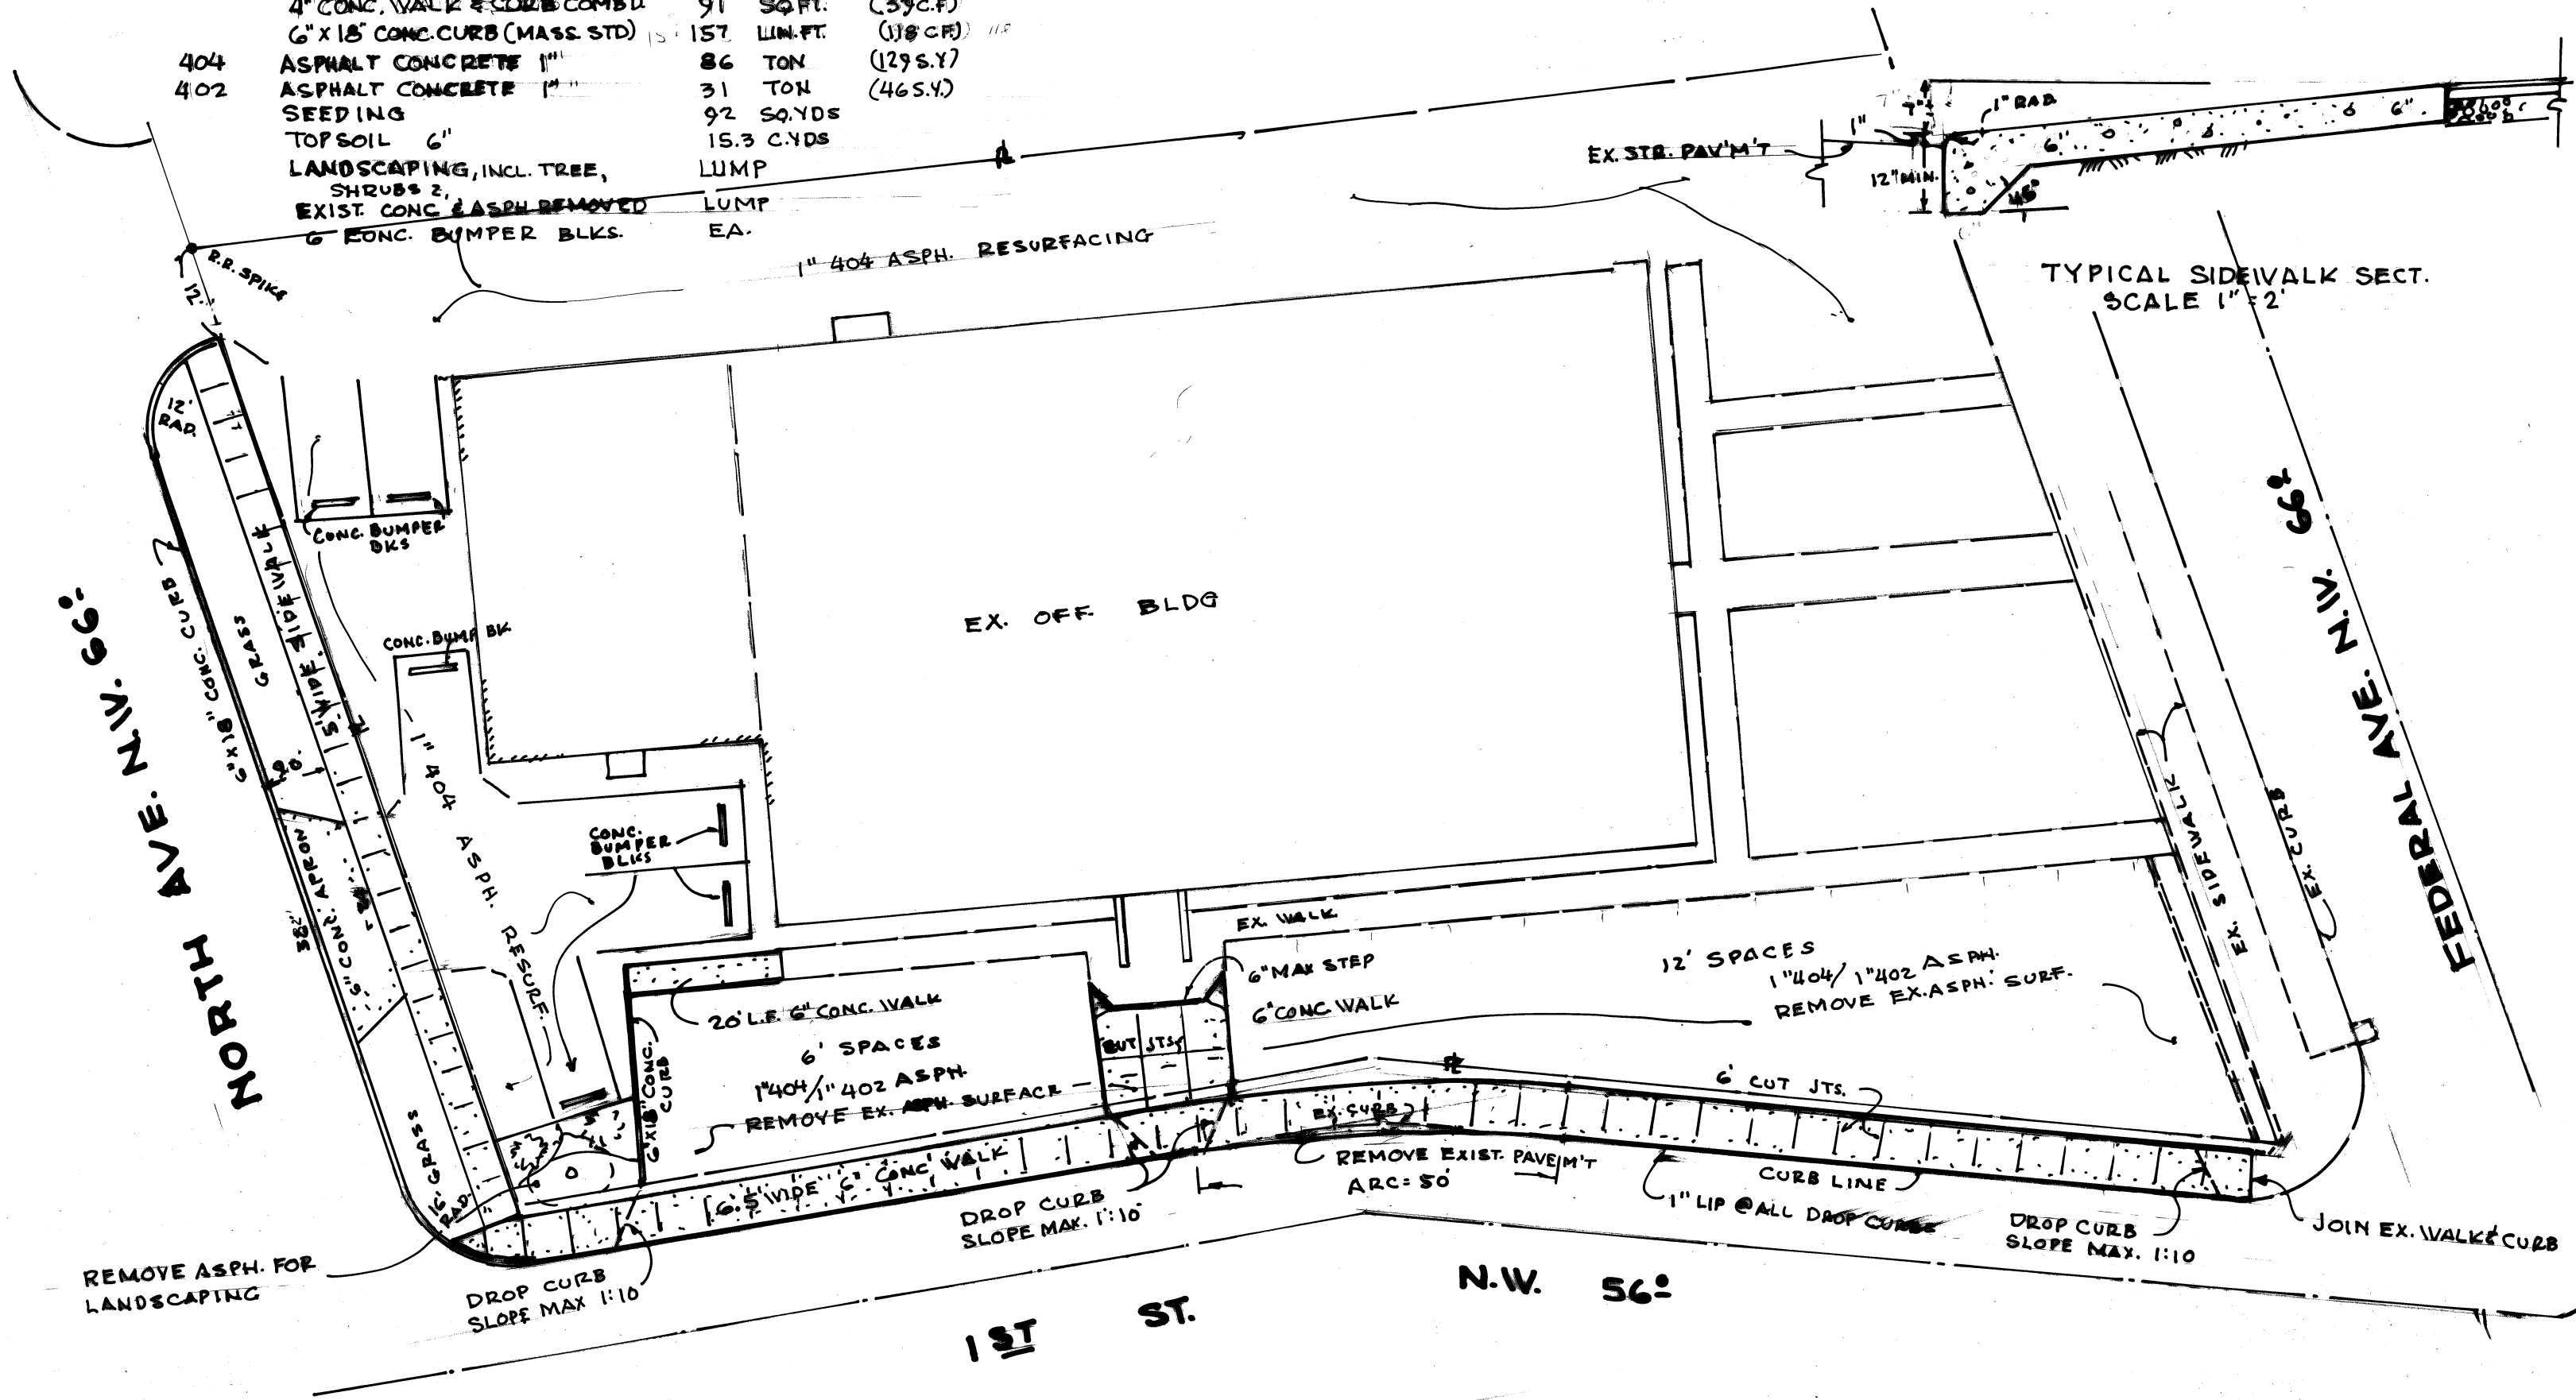 4" CONC. WALK & CURB COMB'D 91 SQ.FT. (39 C.F)
6" X 18" CONC. CURB (MASS. STD) 157 LIN.FT. (118 CF)
404 ASPHALT CONCRETE 1" 86 TON (129 S.Y)
402 ASPHALT CONCRETE 1" 31 TON (46 S.Y.)
SEEDING 92 SQ.YDS
TOPSOIL 6" 15.3 C.YDS
LANDSCAPING, INCL. TREE, LUMP
SHRUBS 2,
EXIST. CONC & ASPH REMOVED LUMP
6 CONC. BUMPER BLKS. EA.
7"
1"
1" RAD.
6"
6"
EX. STR. PAV'M'T
12" MIN.
45°
TYPICAL SIDEWALK SECT.
SCALE 1" = 2'
R.R. SPIKE
12'
1" 404 ASPH. RESURFACING
12'
RAD.
CONC. BUMPER
BKS
6" X 18" CONC. CURB
GRASS
5' WIDE SIDEWALK
CONC. BUMP BK.
NORTH AVE. N.W. 66'
1" 404 ASPH. RESURF.
6" CONC. APRON
EX. OFF. BLDG
CONC.
BUMPER
BLKS
FEDERAL AVE. N.W. 66'
EX. SIDEWALK
EX. CURB
EX. WALK
6" MAX STEP
6" CONC WALK
12' SPACES
1" 404/ 1" 402 ASPH.
REMOVE EX. ASPH. SURF.
20' L.F. 6" CONC. WALK
6' SPACES
1" 404/1" 402 ASPH.
REMOVE EX. ASPH. SURFACE
6"X18" CONC.
CURB
CUT JTS
6' CUT JTS.
EX. CURB
6.5' WIDE 6" CONC WALK
GRASS
16'
RAD.
REMOVE EXIST. PAVE'M'T
ARC= 50'
CURB LINE
1" LIP @ ALL DROP CURBS
DROP CURB
SLOPE MAX. 1:10
DROP CURB
SLOPE MAX. 1:10
JOIN EX. WALK & CURB
REMOVE ASPH. FOR
LANDSCAPING
DROP CURB
SLOPE MAX 1:10
1ST ST. N.W. 56'